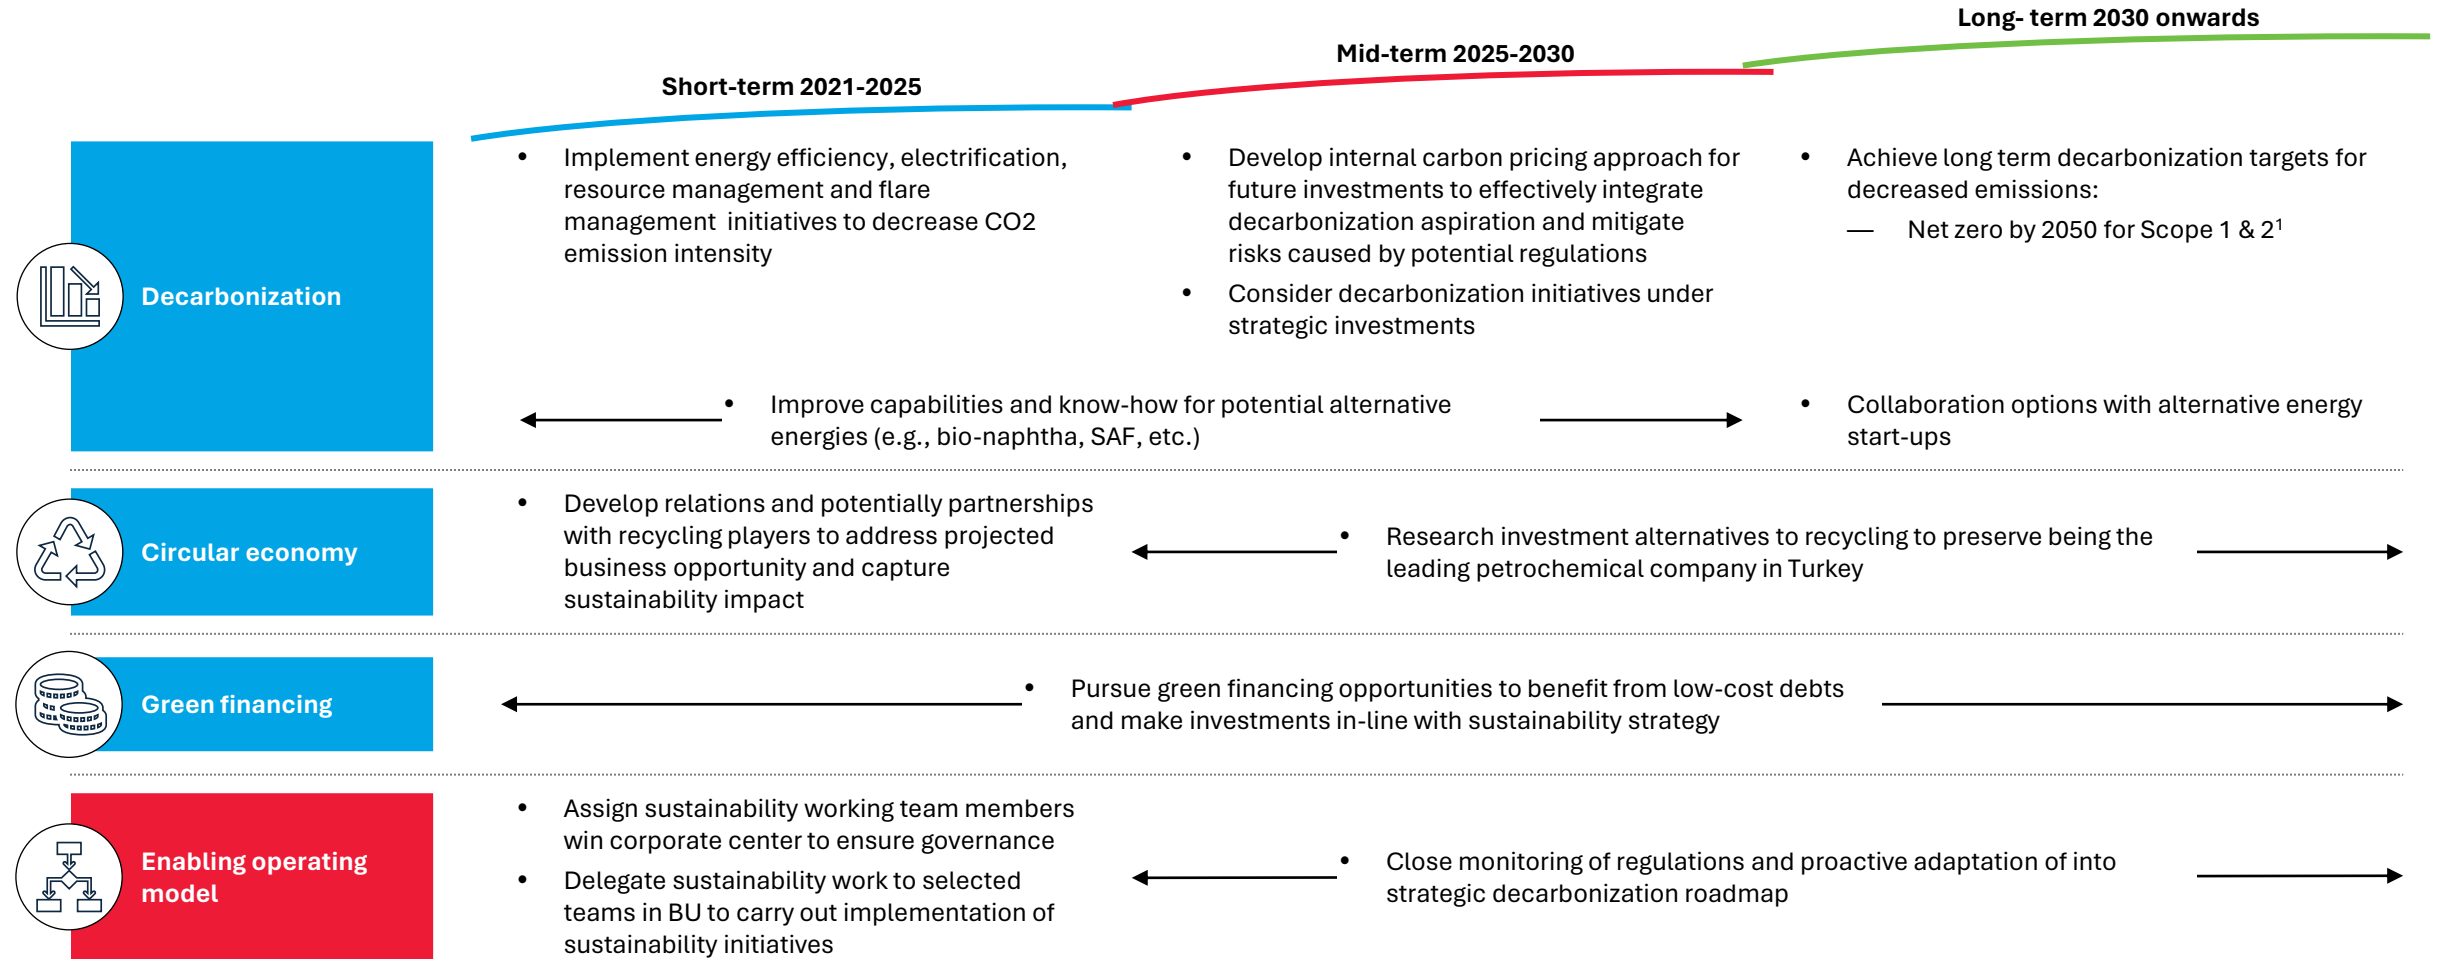 Long- term 2030 onwards
Mid-term 2025-2030
Short-term 2021-2025
Decarbonization
• Implement energy efficiency, electrification,
resource management and flare
management  initiatives to decrease CO2
emission intensity
• Develop internal carbon pricing approach for
future investments to effectively integrate
decarbonization aspiration and mitigate
risks caused by potential regulations
• Consider decarbonization initiatives under
strategic investments
• Achieve long term decarbonization targets for
decreased emissions:
— Net zero by 2050 for Scope 1 & 2¹
• Improve capabilities and know-how for potential alternative
energies (e.g., bio-naphtha, SAF, etc.)
• Collaboration options with alternative energy
start-ups
Circular economy
• Develop relations and potentially partnerships
with recycling players to address projected
business opportunity and capture
sustainability impact
• Research investment alternatives to recycling to preserve being the
leading petrochemical company in Turkey
Green financing
• Pursue green financing opportunities to benefit from low-cost debts
and make investments in-line with sustainability strategy
Enabling operating
model
• Assign sustainability working team members
win corporate center to ensure governance
• Delegate sustainability work to selected
teams in BU to carry out implementation of
sustainability initiatives
• Close monitoring of regulations and proactive adaptation of into
strategic decarbonization roadmap